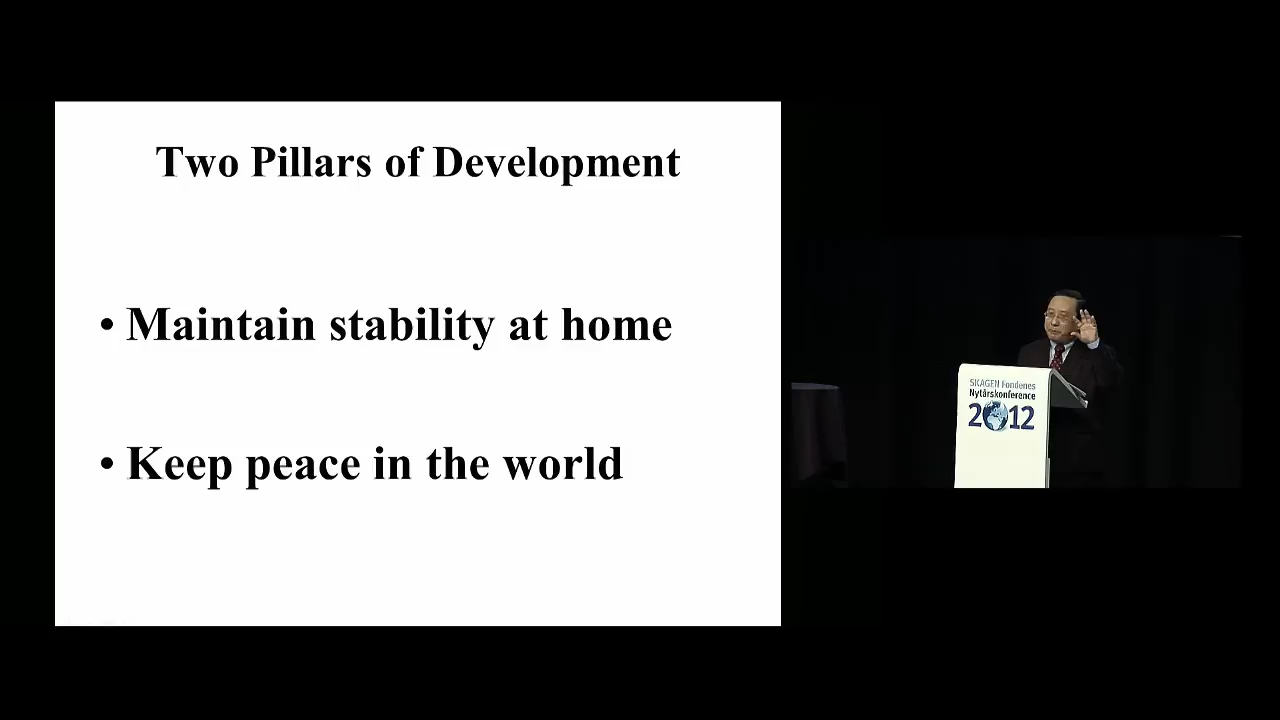 Two Pillars of Development
• Maintain stability at home
• Keep peace in the world
SKAGEN Fondenes
Nytårskonference
2012